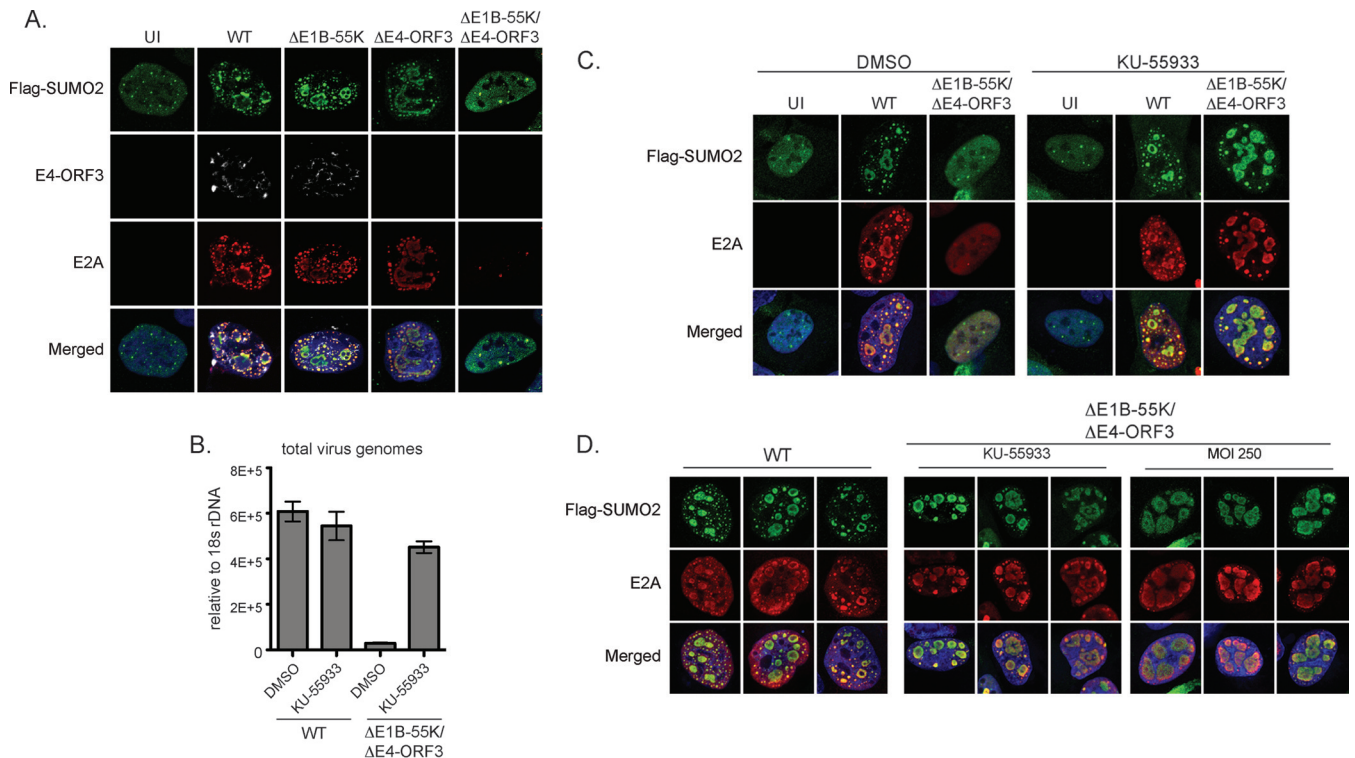 A.
ΔE1B-55K/
UI WT ΔE1B-55K ΔE4-ORF3 ΔE4-ORF3
Flag-SUMO2
E4-ORF3
E2A
Merged
B.
total virus genomes
relative to 18s rDNA
8E+5
6E+5
4E+5
2E+5
0
DMSO KU-55933 DMSO KU-55933
WT ΔE1B-55K/
ΔE4-ORF3
C.
DMSO KU-55933
ΔE1B-55K/ ΔE1B-55K/
UI WT ΔE4-ORF3 UI WT ΔE4-ORF3
Flag-SUMO2
E2A
Merged
D.
ΔE1B-55K/
ΔE4-ORF3
WT KU-55933 MOI 250
Flag-SUMO2
E2A
Merged